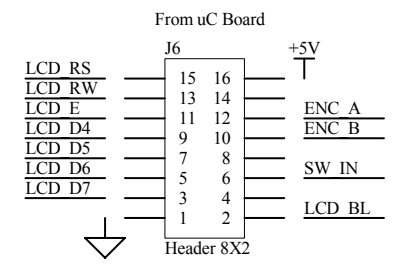 From uC Board
J6 +5V
LCD_RS 15 16
LCD_RW 13 14
LCD_E 11 12 ENC_A
LCD_D4 9 10 ENC_B
LCD_D5 7 8
LCD_D6 5 6 SW_IN
LCD_D7 3 4
1 2 LCD_BL
Header 8X2